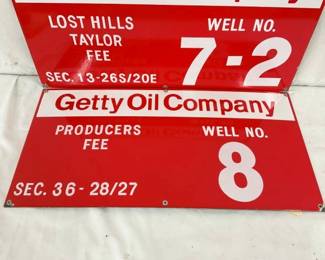 LOST HILLS WELL NO.
TAYLOR
FEE 7-2
SEC. 13-26S/20E
Getty Oil Company
PRODUCERS WELL NO.
FEE 8
SEC. 36 - 28/27